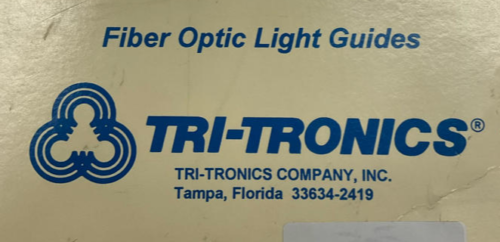 Fiber Optic Light Guides
TRI-TRONICS®
TRI-TRONICS COMPANY, INC.
Tampa, Florida 33634-2419